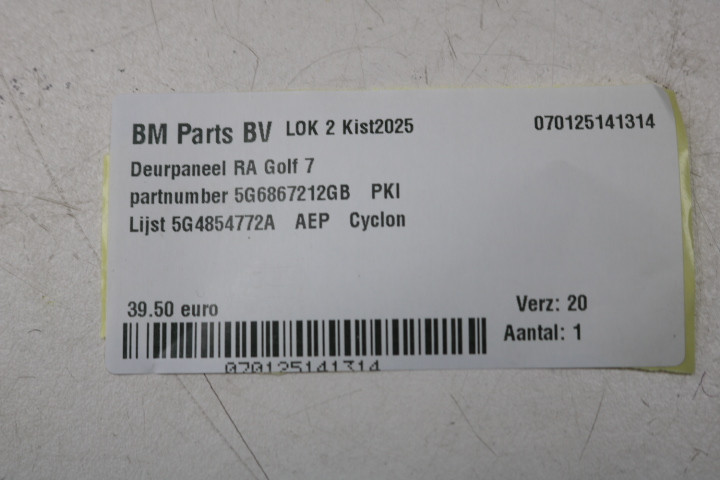 BM Parts BV LOK 2 Kist2025 070125141314
Deurpaneel RA Golf 7
partnumber 5G6867212GB PKI
Lijst 5G4854772A AEP Cyclon
39.50 euro Verz: 20
Aantal: 1
070125141314